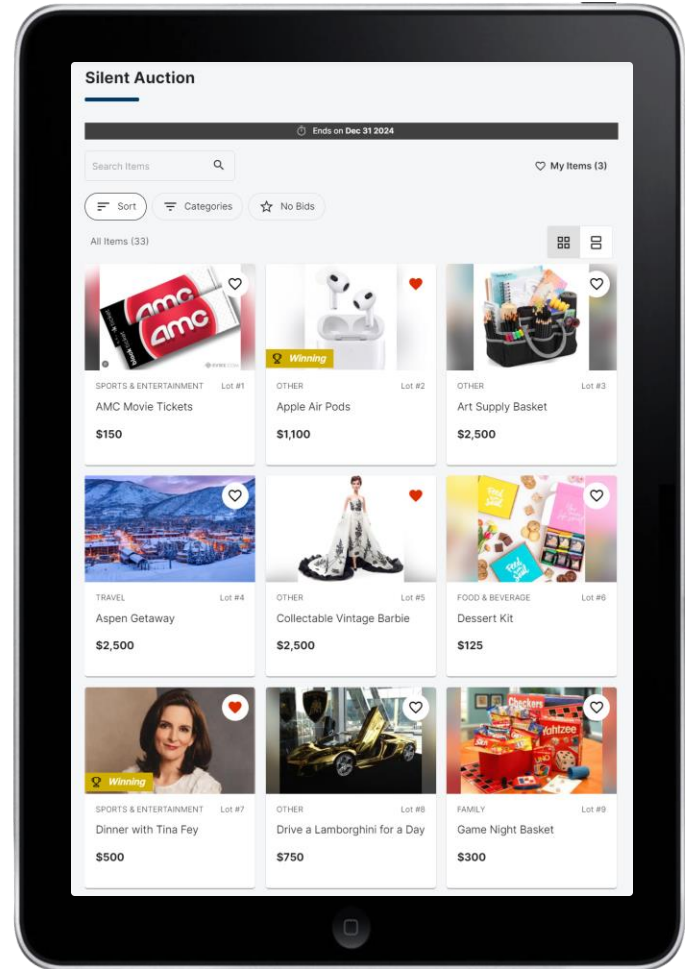 Silent Auction
Ends on Dec 31 2024
Search Items
My Items (3)
Sort
Categories
No Bids
All Items (33)
amc
amc
Winning
SPORTS & ENTERTAINMENT Lot #1
OTHER Lot #2
OTHER Lot #3
AMC Movie Tickets
Apple Air Pods
Art Supply Basket
$150
$1,100
$2,500
TRAVEL Lot #4
OTHER Lot #5
FOOD & BEVERAGE Lot #6
Aspen Getaway
Collectable Vintage Barbie
Dessert Kit
$2,500
$2,500
$125
Checkers
Yahtzee
UNO
Winning
SPORTS & ENTERTAINMENT Lot #7
OTHER Lot #8
FAMILY Lot #9
Dinner with Tina Fey
Drive a Lamborghini for a Day
Game Night Basket
$500
$750
$300